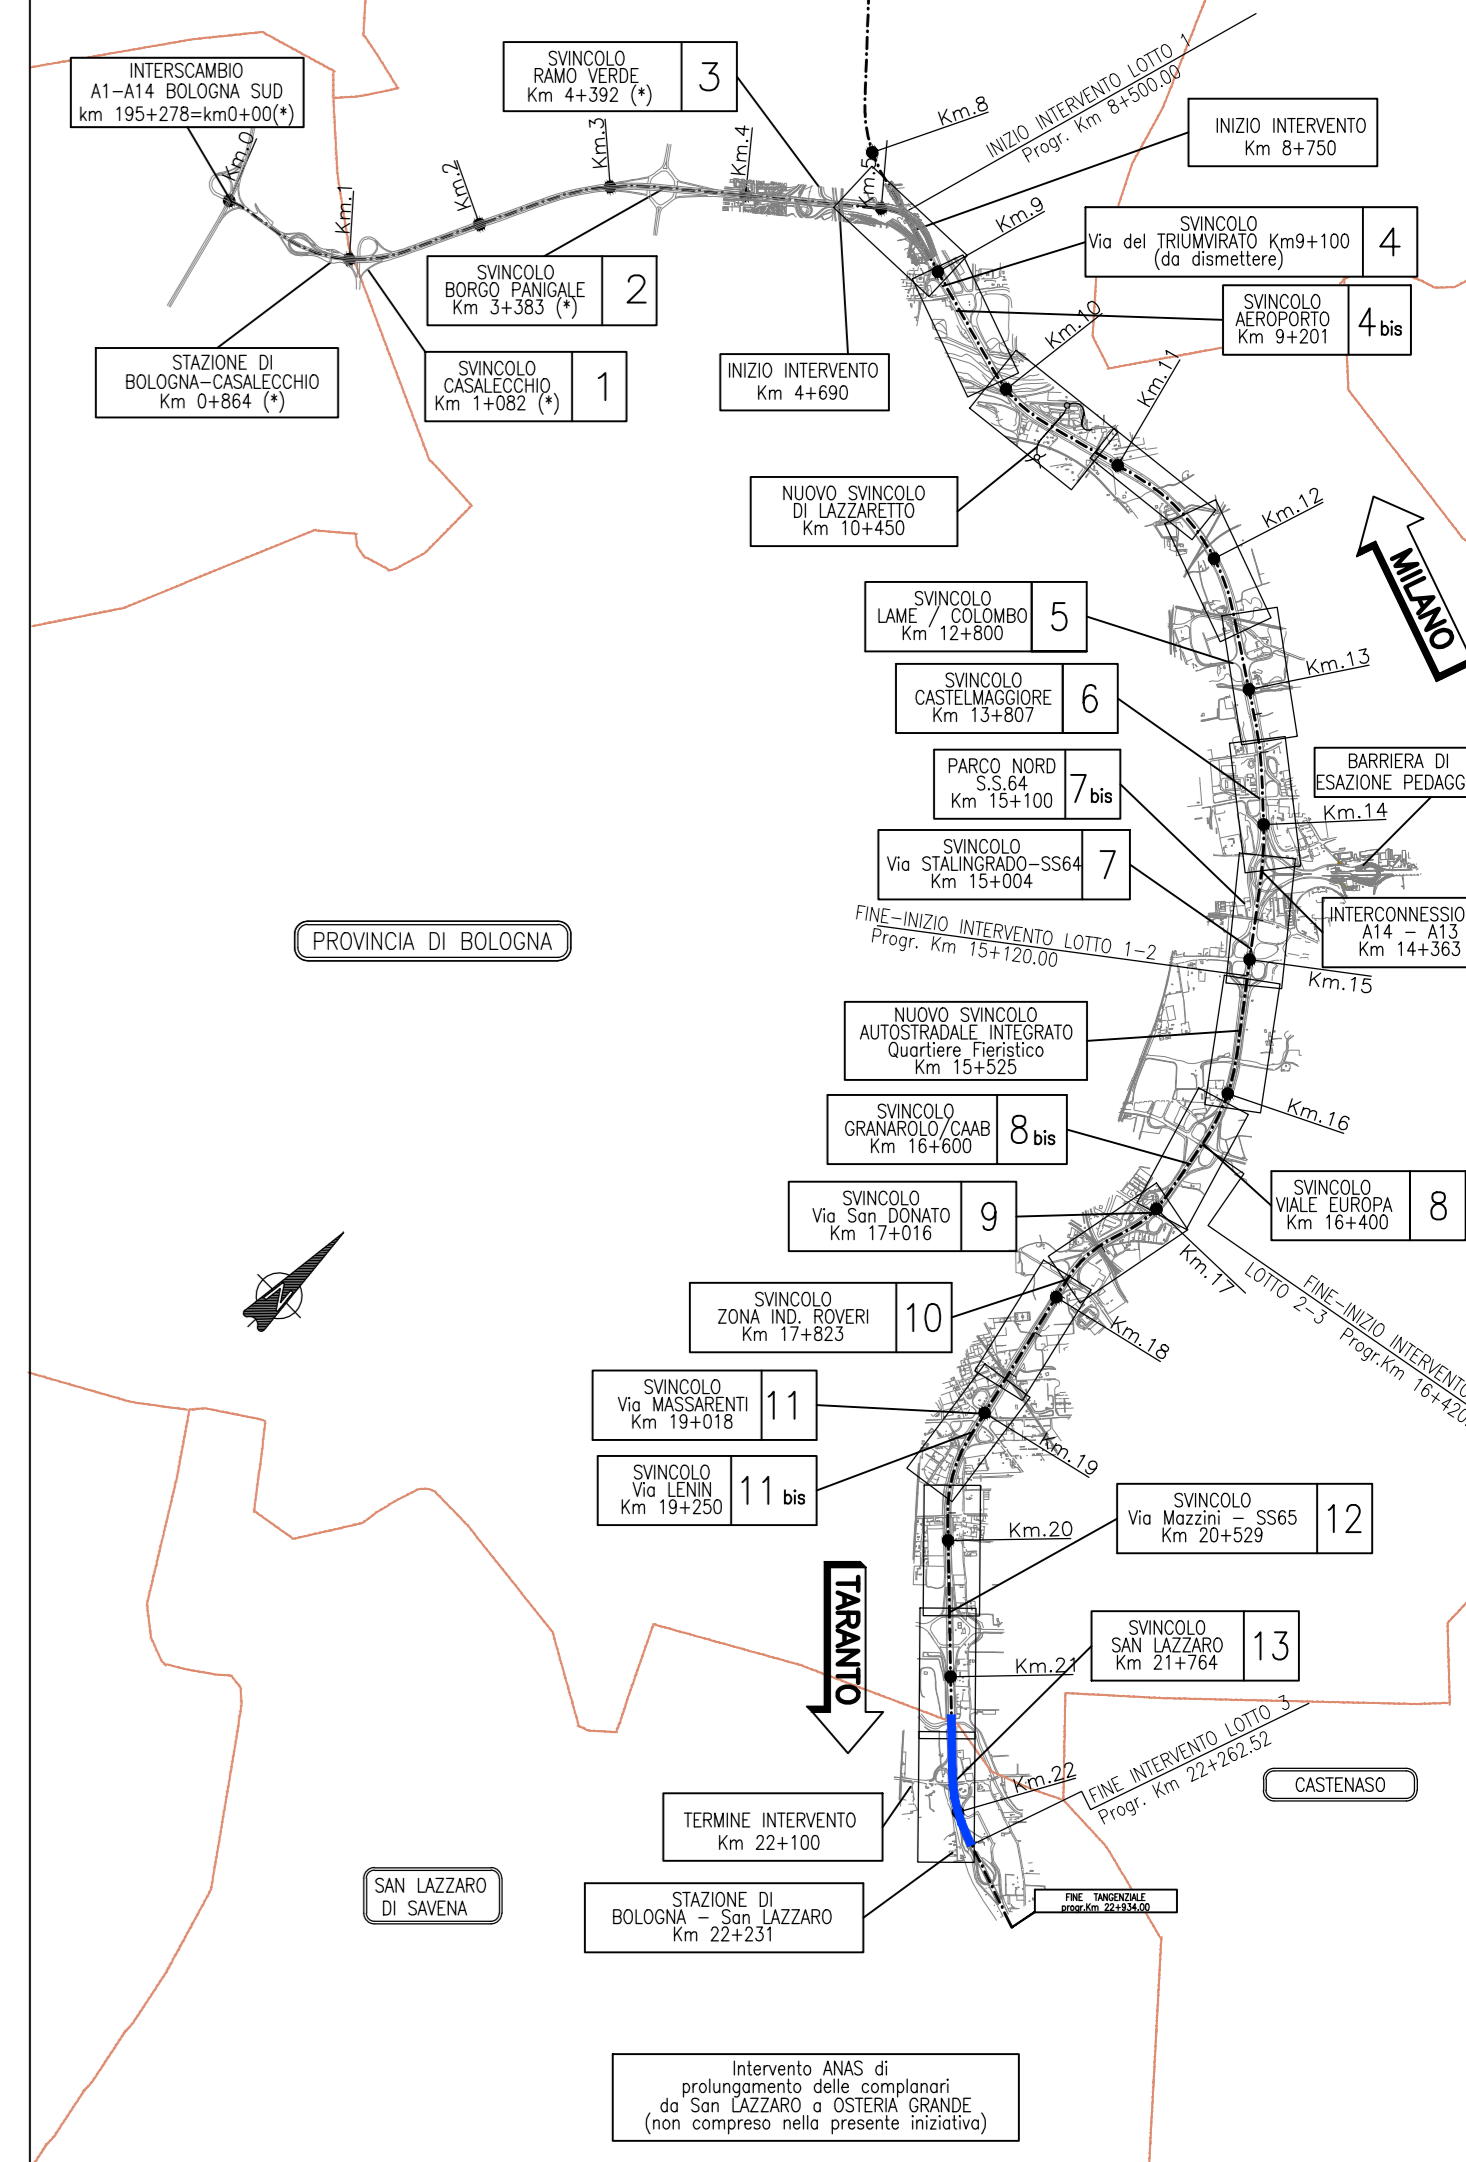 INTERSCAMBIO
A1-A14 BOLOGNA SUD
km 195+278=km0+00(*)
SVINCOLO
RAMO VERDE
Km 4+392 (*)
3
Km.0
Km.1
Km.2
Km.3
Km.4
Km.5
Km.8
INIZIO INTERVENTO LOTTO 1
Progr. Km 8+500.00
INIZIO INTERVENTO
Km 8+750
Km.9
SVINCOLO
Via del TRIUMVIRATO Km9+100
(da dismettere)
4
SVINCOLO
BORGO PANIGALE
Km 3+383 (*)
2
SVINCOLO
AEROPORTO
Km 9+201
4 bis
STAZIONE DI
BOLOGNA-CASALECCHIO
Km 0+864 (*)
SVINCOLO
CASALECCHIO
Km 1+082 (*)
1
INIZIO INTERVENTO
Km 4+690
Km.10
Km.11
NUOVO SVINCOLO
DI LAZZARETTO
Km 10+450
Km.12
MILANO
SVINCOLO
LAME / COLOMBO
Km 12+800
5
Km.13
SVINCOLO
CASTELMAGGIORE
Km 13+807
6
PARCO NORD
S.S.64
Km 15+100
7 bis
BARRIERA DI
ESAZIONE PEDAGG
Km.14
SVINCOLO
Via STALINGRADO-SS64
Km 15+004
7
FINE-INIZIO INTERVENTO LOTTO 1-2
Progr. Km 15+120.00
INTERCONNESSIO
A14 - A13
Km 14+363
Km.15
PROVINCIA DI BOLOGNA
NUOVO SVINCOLO
AUTOSTRADALE INTEGRATO
Quartiere Fieristico
Km 15+525
Km.16
SVINCOLO
GRANAROLO/CAAB
Km 16+600
8 bis
SVINCOLO
VIALE EUROPA
Km 16+400
8
SVINCOLO
Via San DONATO
Km 17+016
9
Km.17
FINE-INIZIO INTERVENTO
LOTTO 2-3 Progr.Km 16+420
N
SVINCOLO
ZONA IND. ROVERI
Km 17+823
10
Km.18
SVINCOLO
Via MASSARENTI
Km 19+018
11
Km.19
SVINCOLO
Via LENIN
Km 19+250
11 bis
SVINCOLO
Via Mazzini - SS65
Km 20+529
12
Km.20
TARANTO
SVINCOLO
SAN LAZZARO
Km 21+764
13
Km.21
FINE INTERVENTO LOTTO 3
Progr. Km 22+262.52
Km.22
CASTENASO
TERMINE INTERVENTO
Km 22+100
SAN LAZZARO
DI SAVENA
STAZIONE DI
BOLOGNA - San LAZZARO
Km 22+231
FINE TANGENZIALE
progr.Km 22+934.00
Intervento ANAS di
prolungamento delle complanari
da San LAZZARO a OSTERIA GRANDE
(non compreso nella presente iniziativa)